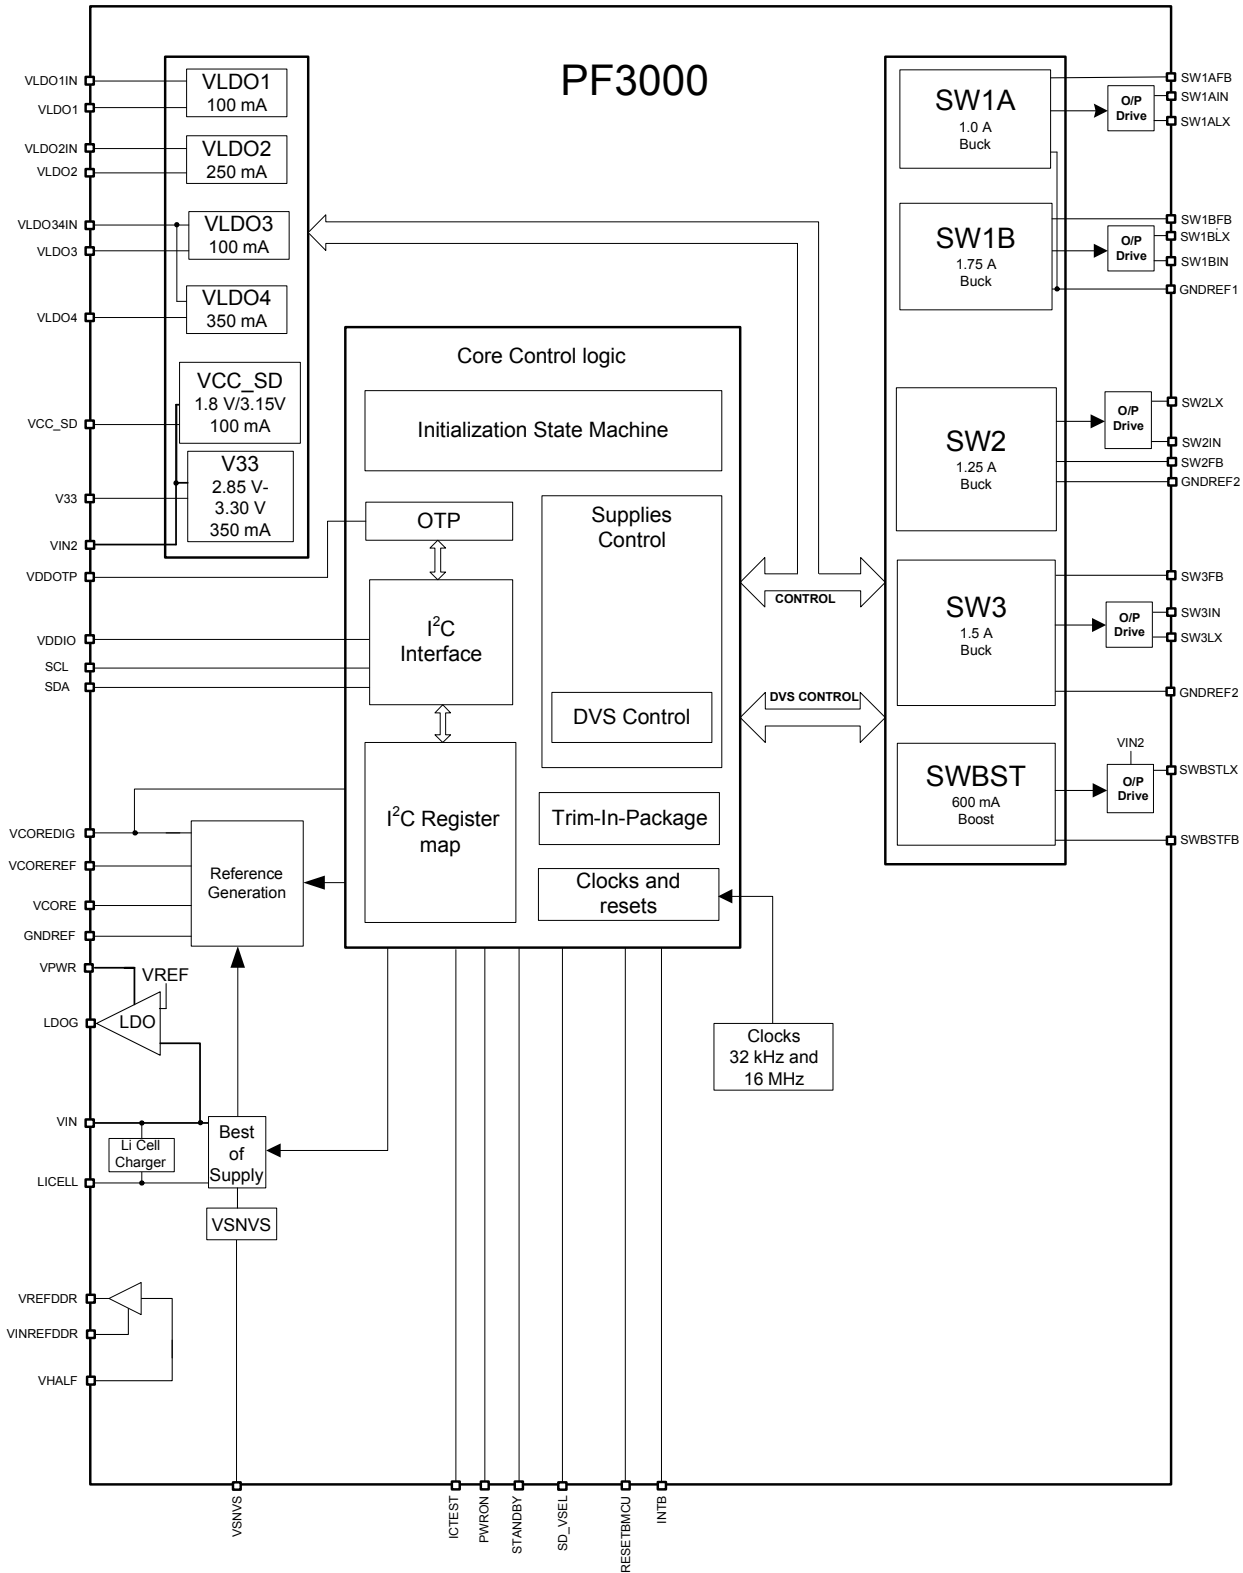 PF3000
VLDO1IN
VLDO1
VLDO2IN
VLDO2
VLDO34IN
VLDO3
VLDO4
VCC_SD
V33
VIN2
VDDOTP
VDDIO
SCL
SDA
VCOREDIG
VCOREREF
VCORE
GNDREF
VPWR
LDOG
VIN
LICELL
VREFDDR
VINREFDDR
VHALF
VLDO1
100 mA
VLDO2
250 mA
VLDO3
100 mA
VLDO4
350 mA
VCC_SD
1.8 V/3.15V
100 mA
V33
2.85 V-
3.30 V
350 mA
Core Control logic
Initialization State Machine
OTP
I²C
Interface
I²C Register
map
Supplies
Control
DVS Control
Trim-In-Package
Clocks and
resets
Reference
Generation
VREF
LDO
Li Cell
Charger
Best
of
Supply
VSNVS
Clocks
32 kHz and
16 MHz
CONTROL
DVS CONTROL
SW1A
1.0 A
Buck
O/P
Drive
SW1B
1.75 A
Buck
O/P
Drive
SW2
1.25 A
Buck
O/P
Drive
SW3
1.5 A
Buck
O/P
Drive
SWBST
600 mA
Boost
VIN2
O/P
Drive
SW1AFB
SW1AIN
SW1ALX
SW1BFB
SW1BLX
SW1BIN
GNDREF1
SW2LX
SW2IN
SW2FB
GNDREF2
SW3FB
SW3IN
SW3LX
GNDREF2
SWBSTLX
SWBSTFB
VSNVS
ICTEST
PWRON
STANDBY
SD_VSEL
RESETBMCU
INTB